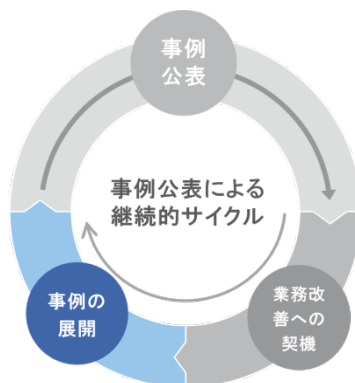 事例
公表
事例公表による
継続的サイクル
事例の
展開
業務改
善への
契機